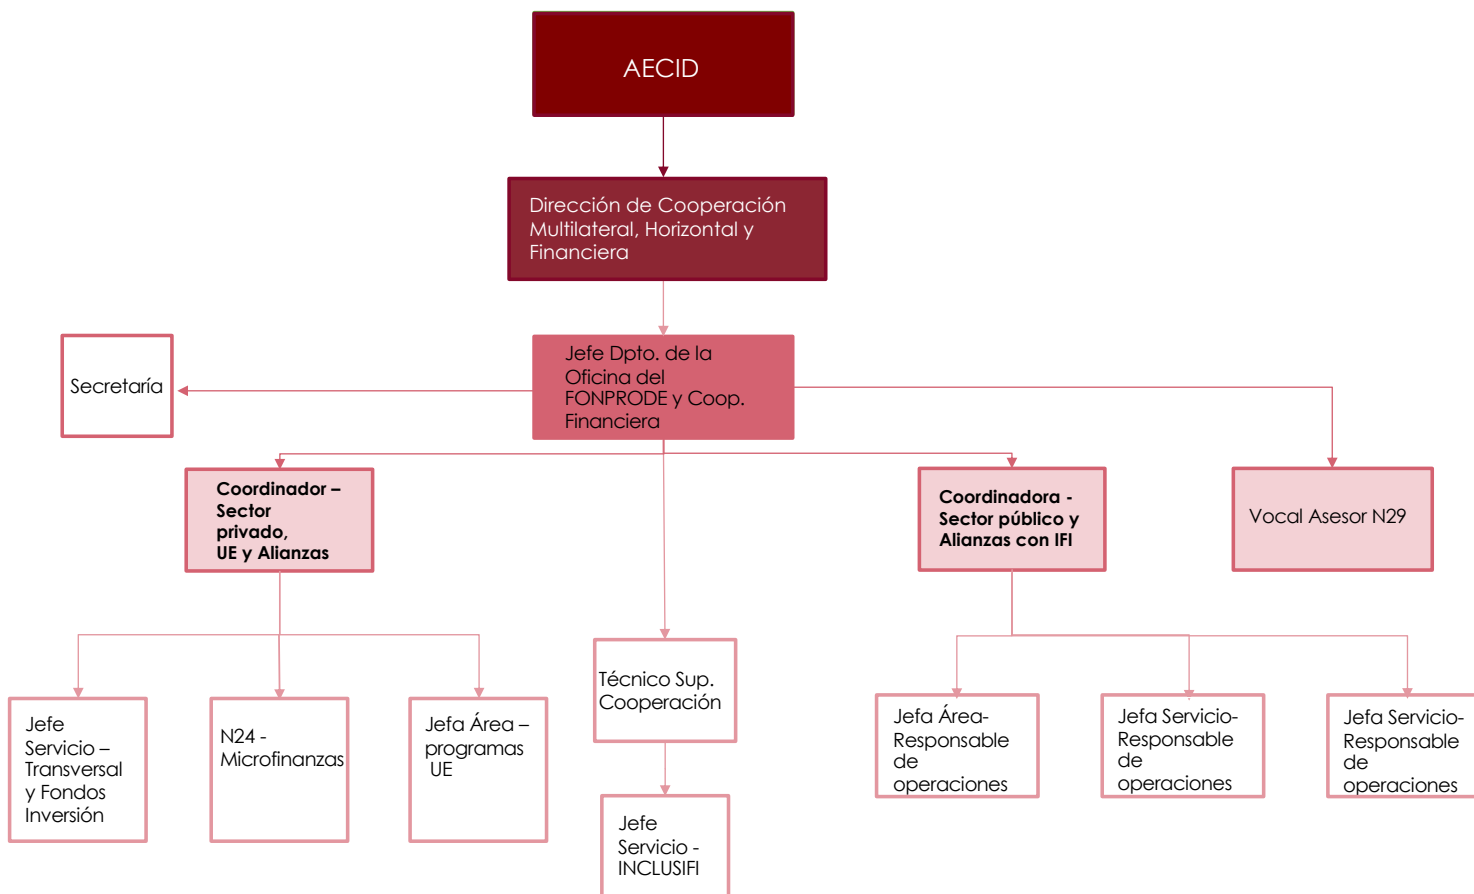 AECID
Dirección de Cooperación
Multilateral, Horizontal y
Financiera
Secretaría
Jefe Dpto. de la
Oficina del
FONPRODE y Coop.
Financiera
Coordinador –
Sector
privado,
UE y Alianzas
Coordinadora -
Sector público y
Alianzas con IFI
Vocal Asesor N29
Jefe
Servicio –
Transversal
y Fondos
Inversión
N24 -
Microfinanzas
Jefa Área –
programas
UE
Técnico Sup.
Cooperación
Jefe
Servicio -
INCLUSIFI
Jefa Área-
Responsable
de
operaciones
Jefa Servicio-
Responsable
de
operaciones
Jefa Servicio-
Responsable
de
operaciones